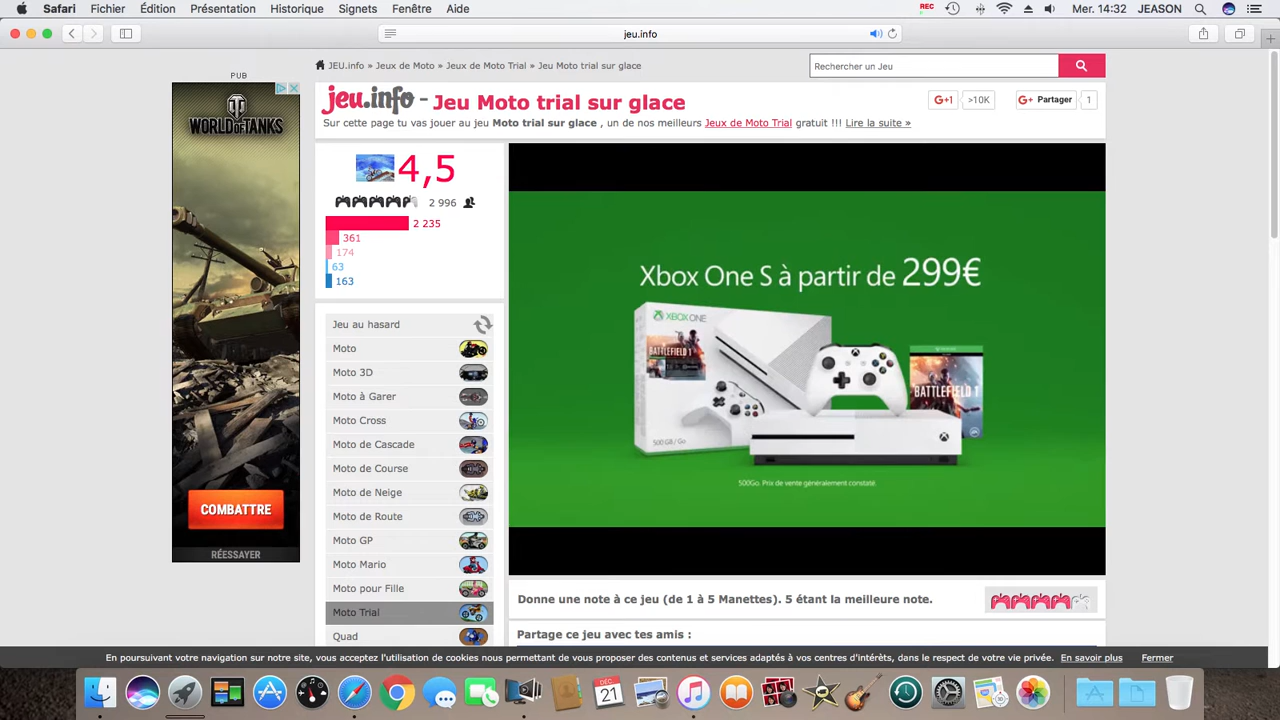 Safari Fichier Édition Présentation Historique Signets Fenêtre Aide REC Mer. 14:32 JEASON
jeu.info
PUB
WORLD OF TANKS
COMBATTRE
RÉESSAYER
JEU.info » Jeux de Moto » Jeux de Moto Trial » Jeu Moto trial sur glace
Rechercher un Jeu
jeu.info - Jeu Moto trial sur glace
G+1 >10K G+ Partager 1
Sur cette page tu vas jouer au jeu Moto trial sur glace , un de nos meilleurs Jeux de Moto Trial gratuit !!! Lire la suite »
4,5
2 996
2 235
361
174
63
163
Jeu au hasard
Moto
Moto 3D
Moto à Garer
Moto Cross
Moto de Cascade
Moto de Course
Moto de Neige
Moto de Route
Moto GP
Moto Mario
Moto pour Fille
Moto Trial
Quad
Xbox One S à partir de 299€
XBOX ONE
BATTLEFIELD 1
500 GB / Go
BATTLEFIELD 1
500Go. Prix de vente généralement constaté.
Donne une note à ce jeu (de 1 à 5 Manettes). 5 étant la meilleure note.
Partage ce jeu avec tes amis :
En poursuivant votre navigation sur notre site, vous acceptez l'utilisation de cookies nous permettant de vous proposer des contenus et services adaptés à vos centres d'intérêts, dans le respect de votre vie privée. En savoir plus Fermer
DÉC.
21